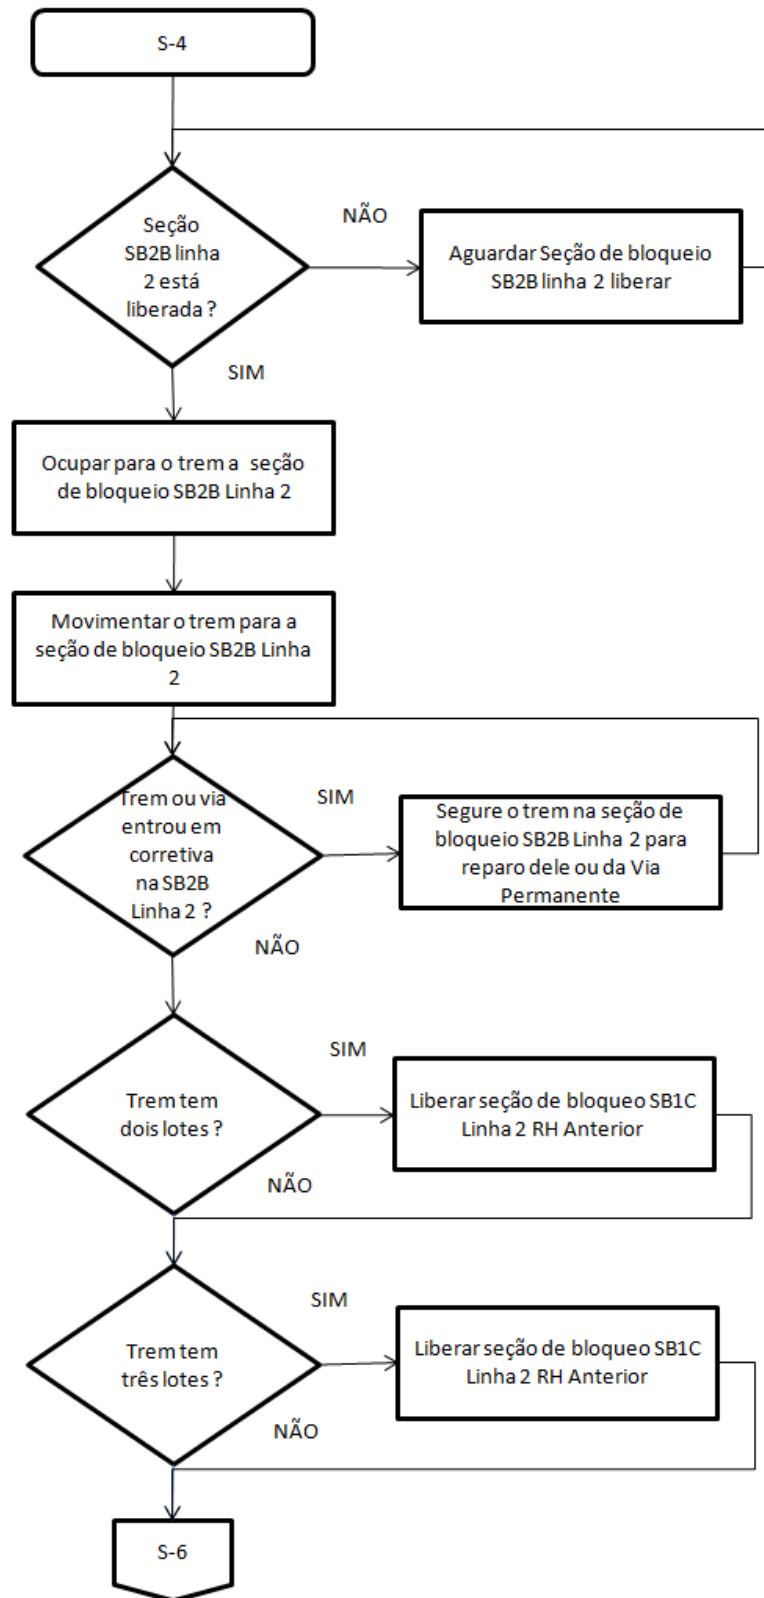 S-4
Seção
SB2B linha
2 está
liberada ?
NÃO
Aguardar Seção de bloqueio
SB2B linha 2 liberar
SIM
Ocupar para o trem a seção
de bloqueio SB2B Linha 2
Movimentar o trem para a
seção de bloqueio SB2B Linha
2
Trem ou via
entrou em
corretiva
na SB2B
Linha 2 ?
SIM
Segure o trem na seção de
bloqueio SB2B Linha 2 para
reparo dele ou da Via
Permanente
NÃO
Trem tem
dois lotes ?
SIM
Liberar seção de bloqueo SB1C
Linha 2 RH Anterior
NÃO
Trem tem
três lotes ?
SIM
Liberar seção de bloqueo SB1C
Linha 2 RH Anterior
NÃO
S-6